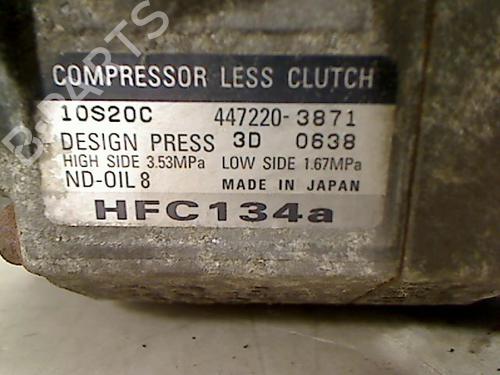 B-PARTS
COMPRESSOR LESS CLUTCH
10S20C 447220-3871
DESIGN PRESS 3D 0638
HIGH SIDE 3.53MPa LOW SIDE 1.67MPa
ND-OIL 8 MADE IN JAPAN
HFC134a